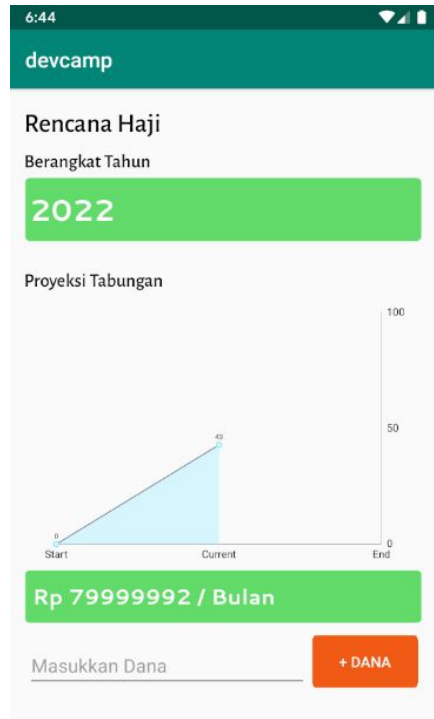 6:44
devcamp
Rencana Haji
Berangkat Tahun
2022
Proyeksi Tabungan
100
50
43
0
0
Start Current End
Rp 79999992 / Bulan
Masukkan Dana
+ DANA